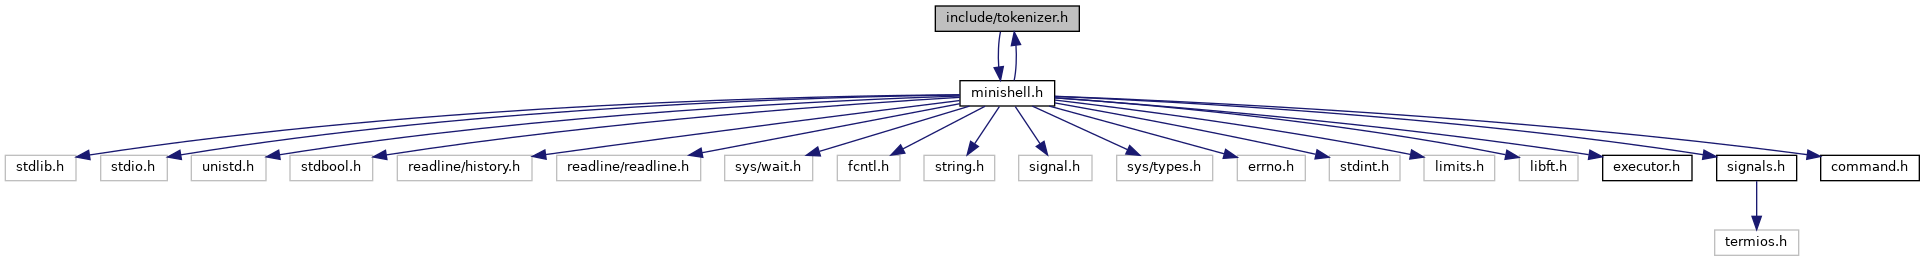 include/tokenizer.h
minishell.h
stdlib.h
stdio.h
unistd.h
stdbool.h
readline/history.h
readline/readline.h
sys/wait.h
fcntl.h
string.h
signal.h
sys/types.h
errno.h
stdint.h
limits.h
libft.h
executor.h
signals.h
command.h
termios.h